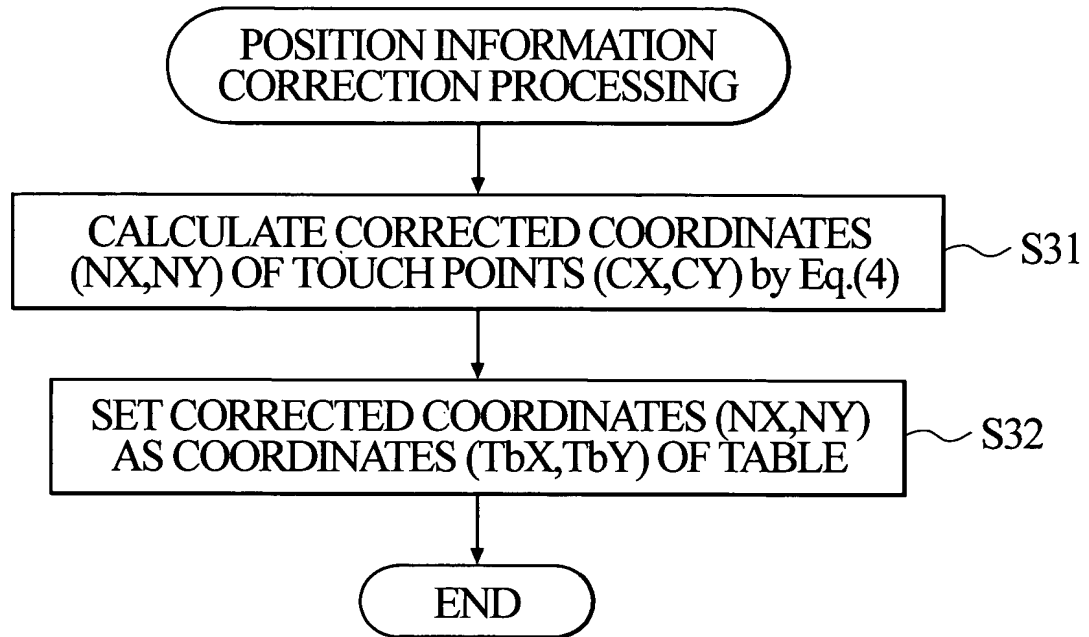 POSITION INFORMATION
CORRECTION PROCESSING
CALCULATE CORRECTED COORDINATES
(NX,NY) OF TOUCH POINTS (CX,CY) by Eq.(4)
S31
SET CORRECTED COORDINATES (NX,NY)
AS COORDINATES (TbX,TbY) OF TABLE
S32
END